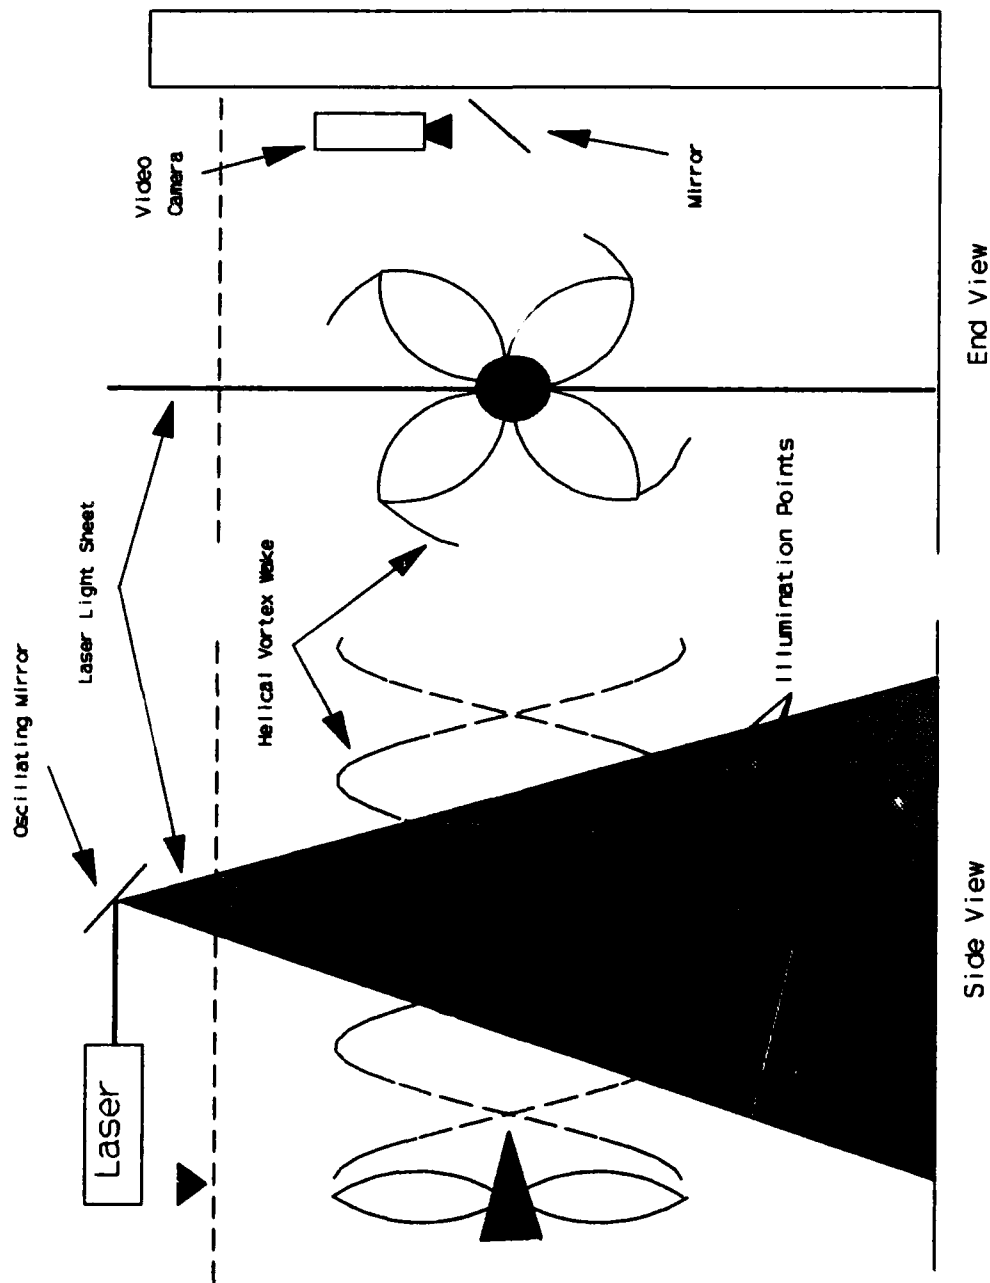 Oscillating Mirror
Laser
Laser Light Sheet
Helical Vortex Wake
Illumination Points
Side View
Video
Camera
Mirror
End View